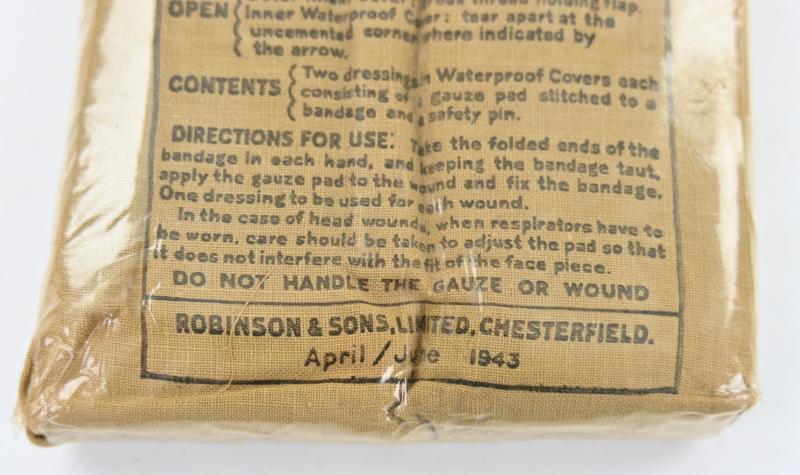 thread holding flap.
OPEN { Inner Waterproof Cover: tear apart at the
uncemented corner where indicated by
the arrow.
CONTENTS { Two dressings in Waterproof Covers each
consisting of a gauze pad stitched to a
bandage and a safety pin.
DIRECTIONS FOR USE: Take the folded ends of the
bandage in each hand, and keeping the bandage taut,
apply the gauze pad to the wound and fix the bandage.
One dressing to be used for each wound.
In the case of head wounds, when respirators have to
be worn, care should be taken to adjust the pad so that
it does not interfere with the fit of the face piece.
DO NOT HANDLE THE GAUZE OR WOUND
ROBINSON & SONS, LIMITED, CHESTERFIELD.
April / June 1943